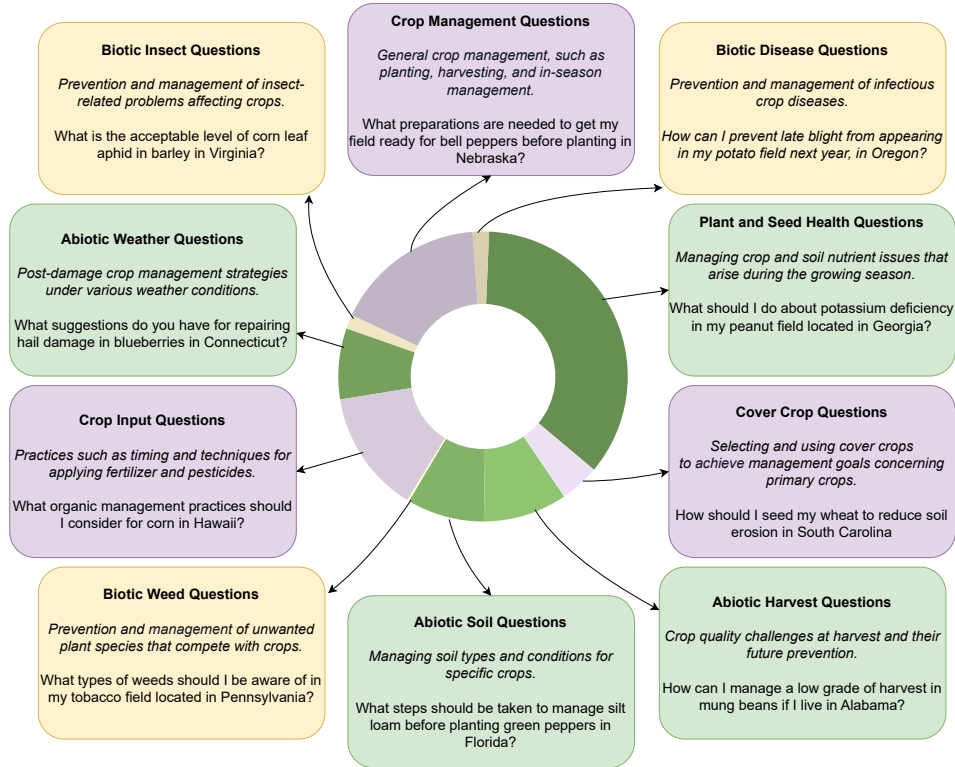 Crop Management Questions
General crop management, such as
planting, harvesting, and in-season
management.
What preparations are needed to get my
field ready for bell peppers before planting in
Nebraska?
Biotic Insect Questions
Prevention and management of insect-
related problems affecting crops.
What is the acceptable level of corn leaf
aphid in barley in Virginia?
Biotic Disease Questions
Prevention and management of infectious
crop diseases.
How can I prevent late blight from appearing
in my potato field next year, in Oregon?
Abiotic Weather Questions
Post-damage crop management strategies
under various weather conditions.
What suggestions do you have for repairing
hail damage in blueberries in Connecticut?
Plant and Seed Health Questions
Managing crop and soil nutrient issues that
arise during the growing season.
What should I do about potassium deficiency
in my peanut field located in Georgia?
Crop Input Questions
Practices such as timing and techniques for
applying fertilizer and pesticides.
What organic management practices should
I consider for corn in Hawaii?
Cover Crop Questions
Selecting and using cover crops
to achieve management goals concerning
primary crops.
How should I seed my wheat to reduce soil
erosion in South Carolina
Biotic Weed Questions
Prevention and management of unwanted
plant species that compete with crops.
What types of weeds should I be aware of in
my tobacco field located in Pennsylvania?
Abiotic Soil Questions
Managing soil types and conditions for
specific crops.
What steps should be taken to manage silt
loam before planting green peppers in
Florida?
Abiotic Harvest Questions
Crop quality challenges at harvest and their
future prevention.
How can I manage a low grade of harvest in
mung beans if I live in Alabama?